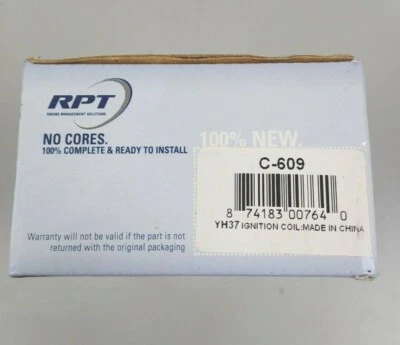 RPT
ENGINE MANAGEMENT SOLUTIONS
NO CORES.
100% COMPLETE & READY TO INSTALL
100% NEW.
C-609
8 74183 00764 0
YH37 IGNITION COIL:MADE IN CHINA
Warranty will not be valid if the part is not
returned with the original packaging